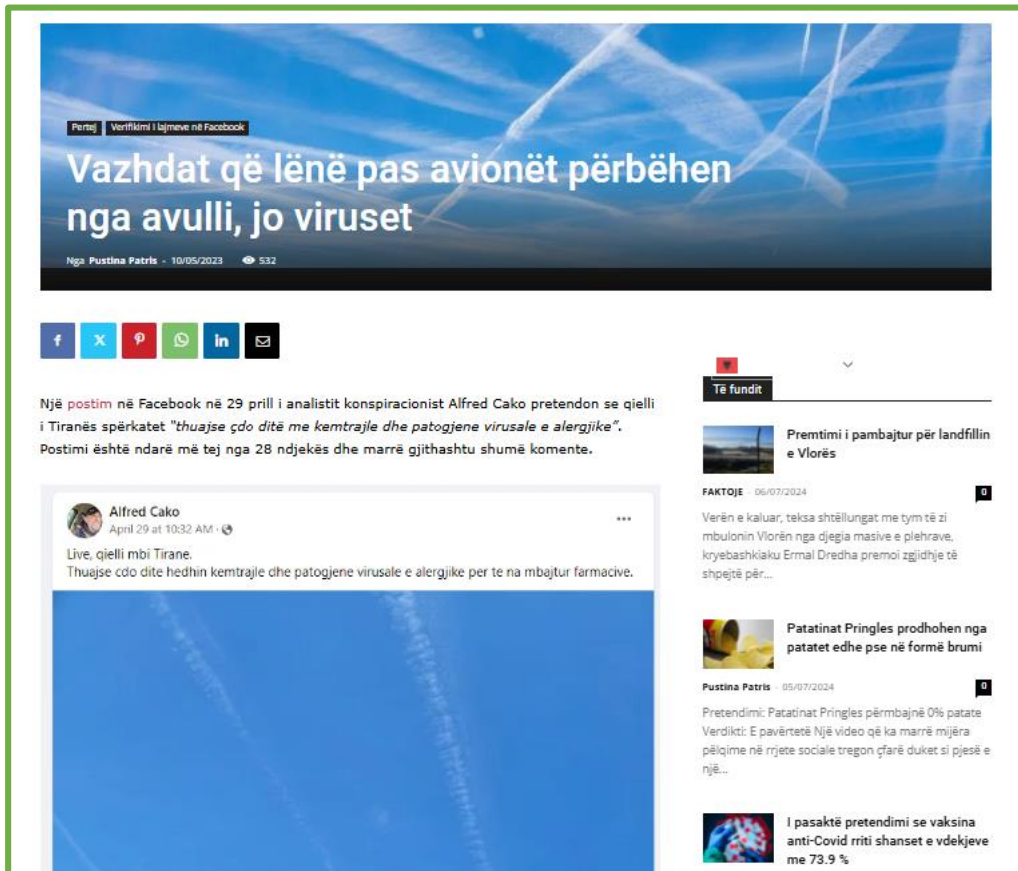 Pertej Verifikimi i lajmeve në Facebook
Vazhdat që lënë pas avionët përbëhen
nga avulli, jo viruset
Nga Pustina Patris - 10/05/2023 532
Një postim në Facebook në 29 prill i analistit konspiracionist Alfred Cako pretendon se qielli
i Tiranës spërkatet "thuajse çdo ditë me kemtrajle dhe patogjene virusale e alergjike".
Postimi është ndarë më tej nga 28 ndjekës dhe marrë gjithashtu shumë komente.
Alfred Cako
April 29 at 10:32 AM
Live, qielli mbi Tirane.
Thuajse cdo dite hedhin kemtrajle dhe patogjene virusale e alergjike per te na mbajtur farmacive.
Të fundit
Premtimi i pambajtur për landfillin
e Vlorës
FAKTOJE - 06/07/2024 0
Verën e kaluar, teksa shtëllungat me tym të zi
mbulonin Vlorën nga djegia masive e plehrave,
kryebashkiaku Ermal Dredha premoi zgjidhje të
shpejtë për...
Patatinat Pringles prodhohen nga
patatet edhe pse në formë brumi
Pustina Patris - 05/07/2024 0
Pretendimi: Patatinat Pringles përmbajnë 0% patate
Verdikti: E pavërtetë Një video që ka marrë mijëra
pëlqime në rrjete sociale tregon çfarë duket si pjesë e
një...
I pasaktë pretendimi se vaksina
anti-Covid rriti shanset e vdekjeve
me 73.9 %